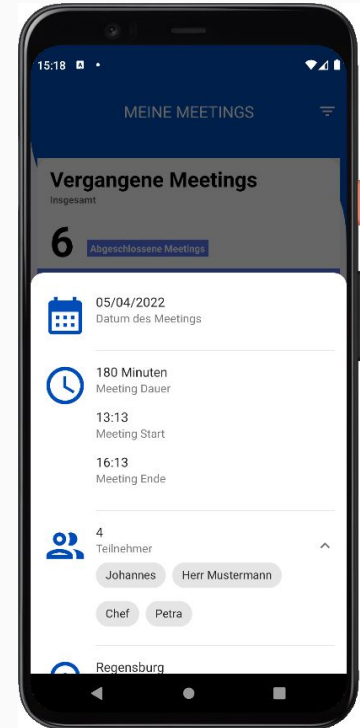 15:18
MEINE MEETINGS
Vergangene Meetings
Insgesamt
6 Abgeschlossene Meetings
05/04/2022
Datum des Meetings
180 Minuten
Meeting Dauer
13:13
Meeting Start
16:13
Meeting Ende
4
Teilnehmer
Johannes Herr Mustermann
Chef Petra
Regensburg